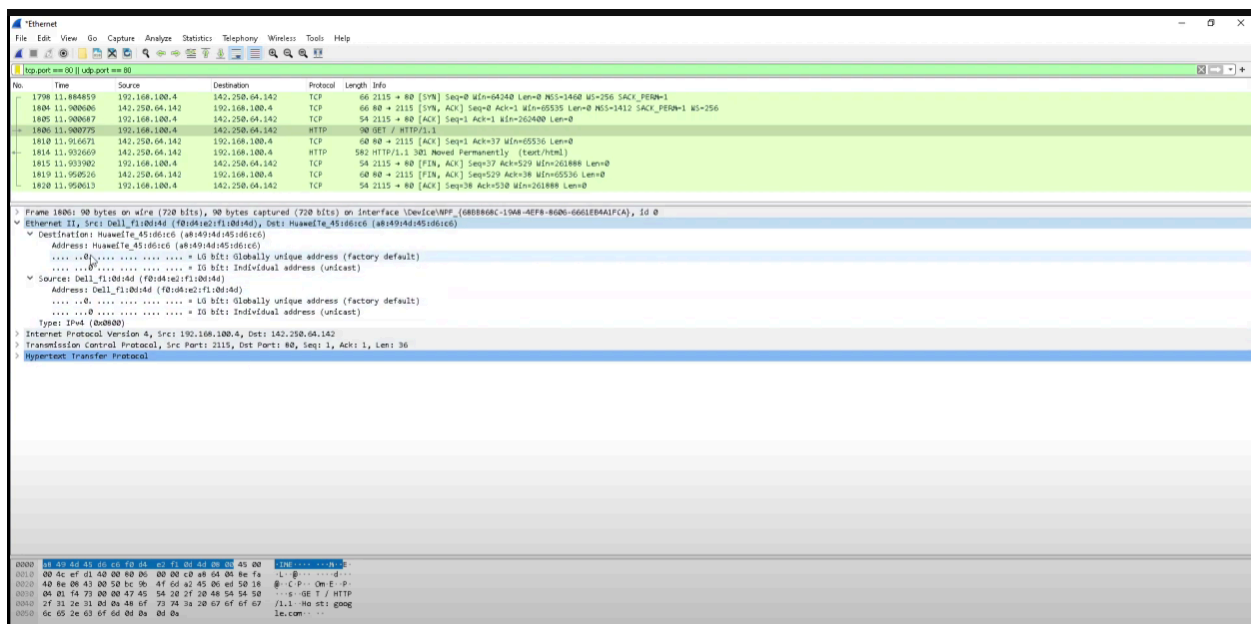 *Ethernet
File Edit View Go Capture Analyze Statistics Telephony Wireless Tools Help
tcp.port == 80 || udp.port == 80
No. Time Source Destination Protocol Length Info
1798 11.884859 192.168.100.4 142.250.64.142 TCP 66 2115 → 80 [SYN] Seq=0 Win=64240 Len=0 MSS=1460 WS=256 SACK_PERM=1
1804 11.900606 142.250.64.142 192.168.100.4 TCP 66 80 → 2115 [SYN, ACK] Seq=0 Ack=1 Win=65535 Len=0 MSS=1412 SACK_PERM=1 WS=256
1805 11.900687 192.168.100.4 142.250.64.142 TCP 54 2115 → 80 [ACK] Seq=1 Ack=1 Win=262400 Len=0
1806 11.900775 192.168.100.4 142.250.64.142 HTTP 90 GET / HTTP/1.1
1810 11.916671 142.250.64.142 192.168.100.4 TCP 60 80 → 2115 [ACK] Seq=1 Ack=37 Win=65536 Len=0
1814 11.932669 142.250.64.142 192.168.100.4 HTTP 582 HTTP/1.1 301 Moved Permanently (text/html)
1815 11.933902 192.168.100.4 142.250.64.142 TCP 54 2115 → 80 [FIN, ACK] Seq=37 Ack=529 Win=261888 Len=0
1819 11.950526 142.250.64.142 192.168.100.4 TCP 60 80 → 2115 [FIN, ACK] Seq=529 Ack=38 Win=65536 Len=0
1820 11.950613 192.168.100.4 142.250.64.142 TCP 54 2115 → 80 [ACK] Seq=38 Ack=530 Win=261888 Len=0
Frame 1806: 90 bytes on wire (720 bits), 90 bytes captured (720 bits) on interface id 0
Ethernet II, Src: Dell_f1:0d:4d (f0:d4:e2:f1:0d:4d), Dst: HuaweiTe_45:d6:c6 (a8:49:4d:45:d6:c6)
Destination: HuaweiTe_45:d6:c6 (a8:49:4d:45:d6:c6)
Address: HuaweiTe_45:d6:c6 (a8:49:4d:45:d6:c6)
.... ..0. .... .... .... .... = LG bit: Globally unique address (factory default)
.... ...0 .... .... .... .... = IG bit: Individual address (unicast)
Source: Dell_f1:0d:4d (f0:d4:e2:f1:0d:4d)
Address: Dell_f1:0d:4d (f0:d4:e2:f1:0d:4d)
.... ..0. .... .... .... .... = LG bit: Globally unique address (factory default)
.... ...0 .... .... .... .... = IG bit: Individual address (unicast)
Type: IPv4 (0x0800)
Internet Protocol Version 4, Src: 192.168.100.4, Dst: 142.250.64.142
Transmission Control Protocol, Src Port: 2115, Dst Port: 80, Seq: 1, Ack: 1, Len: 36
Hypertext Transfer Protocol
0000 a8 49 4d 45 d6 c6 f0 d4 e2 f1 0d 4d 08 00 45 00 ·IME···· ···M··E·
0010 00 4c ef d1 40 00 80 06 00 00 c0 a8 64 04 8e fa ·L··@··· ····d···
0020 40 8e 08 43 00 50 bc 9b 4f 6d a2 45 06 ed 50 18 @··C·P·· Om·E··P·
0030 04 01 f4 73 00 00 47 45 54 20 2f 20 48 54 54 50 ···s··GE T / HTTP
0040 2f 31 2e 31 0d 0a 48 6f 73 74 3a 20 67 6f 6f 67 /1.1··Ho st: goog
0050 6c 65 2e 63 6f 6d 0d 0a 0d 0a le.com·· ··